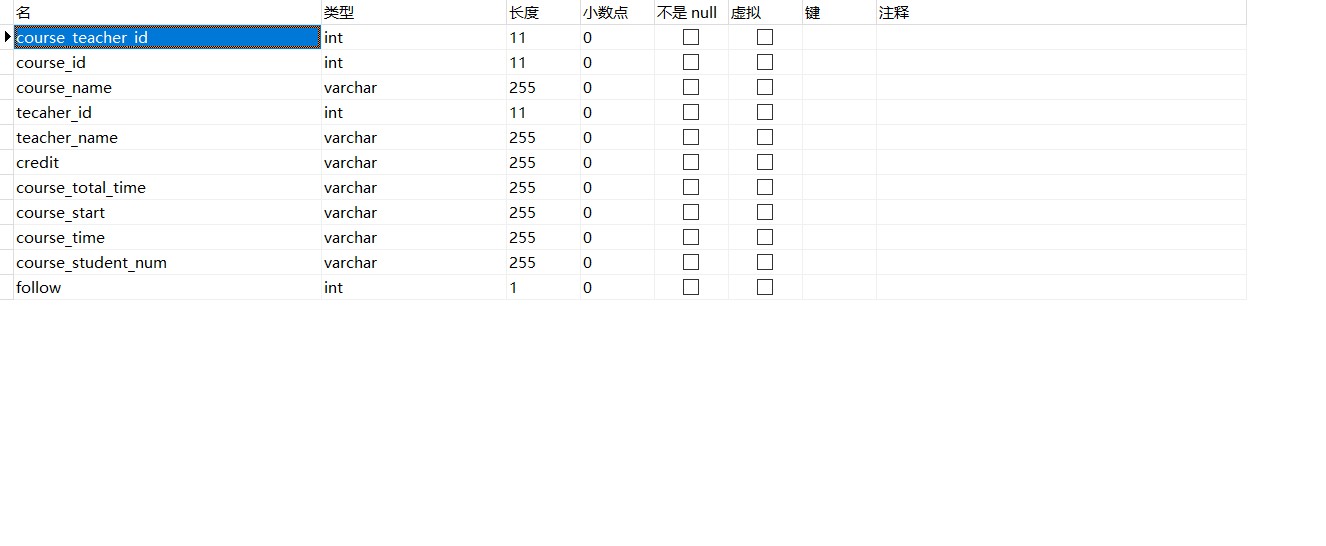 名 类型 长度 小数点 不是 null 虚拟 键 注释
course_teacher_id int 11 0
course_id int 11 0
course_name varchar 255 0
tecaher_id int 11 0
teacher_name varchar 255 0
credit varchar 255 0
course_total_time varchar 255 0
course_start varchar 255 0
course_time varchar 255 0
course_student_num varchar 255 0
follow int 1 0